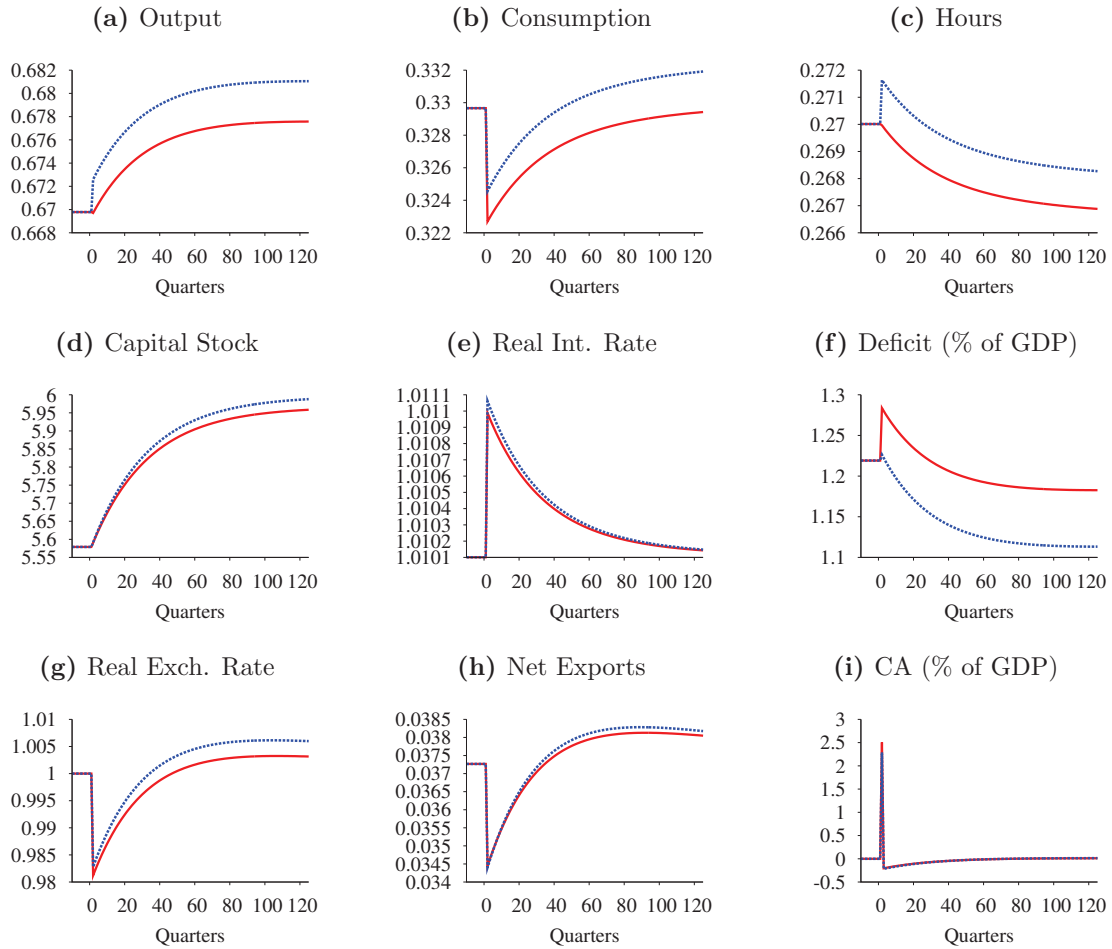 (a) Output
0.682
0.68
0.678
0.676
0.674
0.672
0.67
0.668
0 20 40 60 80 100 120
Quarters
(b) Consumption
0.332
0.33
0.328
0.326
0.324
0.322
0 20 40 60 80 100 120
Quarters
(c) Hours
0.272
0.271
0.27
0.269
0.268
0.267
0.266
0 20 40 60 80 100 120
Quarters
(d) Capital Stock
6
5.95
5.9
5.85
5.8
5.75
5.7
5.65
5.6
5.55
0 20 40 60 80 100 120
Quarters
(e) Real Int. Rate
1.0111
1.011
1.0109
1.0108
1.0106
1.0105
1.0104
1.0103
1.0102
1.0101
0 20 40 60 80 100 120
Quarters
(f) Deficit (% of GDP)
1.3
1.25
1.2
1.15
1.1
0 20 40 60 80 100 120
Quarters
(g) Real Exch. Rate
1.01
1.005
1
0.995
0.99
0.985
0.98
0 20 40 60 80 100 120
Quarters
(h) Net Exports
0.0385
0.038
0.0375
0.037
0.0365
0.036
0.0355
0.035
0.0345
0.034
0 20 40 60 80 100 120
Quarters
(i) CA (% of GDP)
3
2.5
2
1.5
1
0.5
0
-0.5
0 20 40 60 80 100 120
Quarters